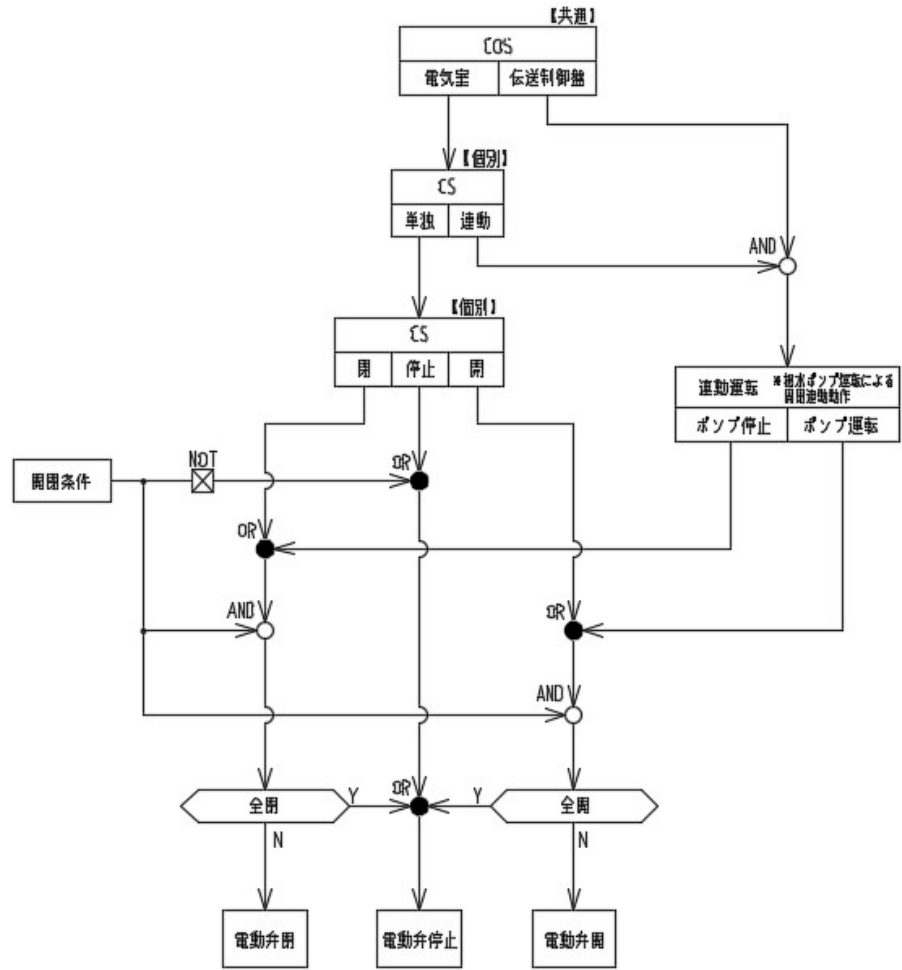 【共通】
COS
電気室 伝送制御盤
【個別】
CS
単独 連動
AND
【個別】
CS
閉 停止 開
連動運転 ※揚水ポンプ運転による
開閉連動動作
ポンプ停止 ポンプ運転
NOT
OR
開閉条件
OR
AND
OR
AND
OR
全閉 Y Y 全開
N N
電動弁閉 電動弁停止 電動弁開